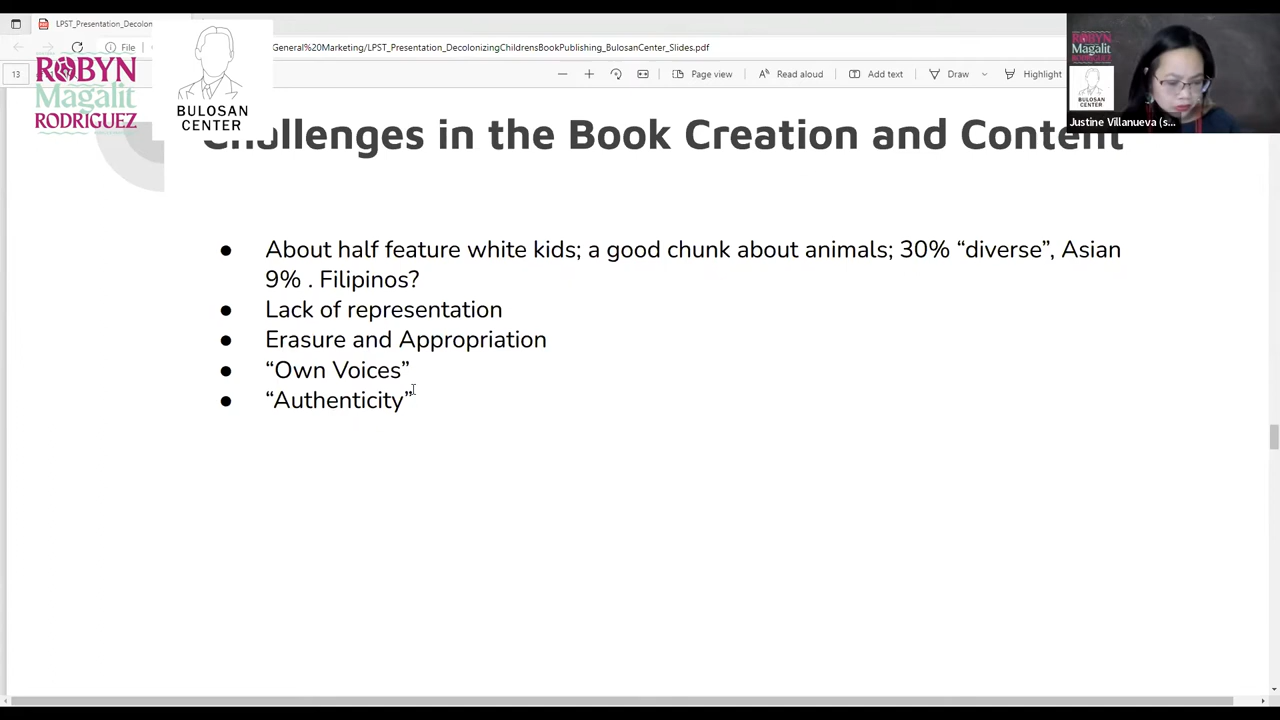 LPST_Presentation_Decolon
File
General%20Marketing/LPST_Presentation_DecolonizingChildrensBookPublishing_BulosanCenter_Slides.pdf
13
Page view
Read aloud
Add text
Draw
Highlight
ROBYN
Magalit
RODRIGUEZ
BULOSAN
CENTER
ROBYN
Magalit
RODRIGUEZ
BULOSAN
CENTER
Justine Villanueva (s...
Challenges in the Book Creation and Content
● About half feature white kids; a good chunk about animals; 30% “diverse”, Asian
9% . Filipinos?
● Lack of representation
● Erasure and Appropriation
● “Own Voices”
● “Authenticity”